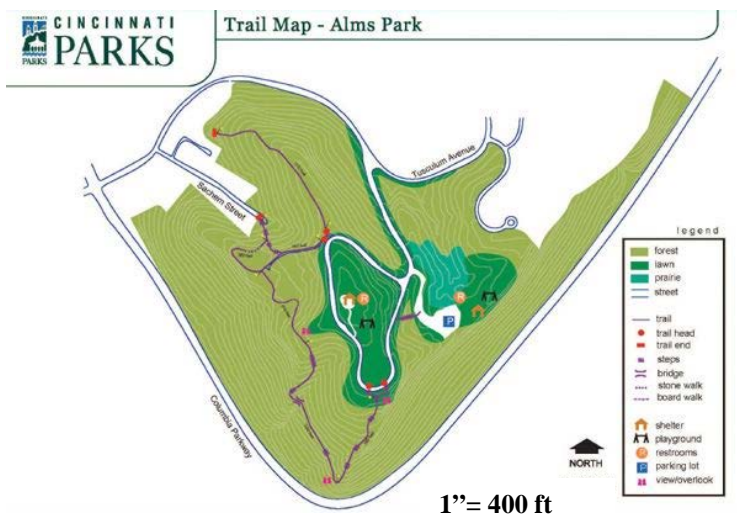 CINCINNATI
PARKS
PARKS
Trail Map - Alms Park
Tusculum Avenue
Sachem Street
Columbia Parkway
legend
forest
lawn
prairie
street
trail
trail head
trail end
steps
bridge
stone walk
board walk
shelter
playground
R
restrooms
P
parking lot
view/overlook
R
R
P
NORTH
1”= 400 ft